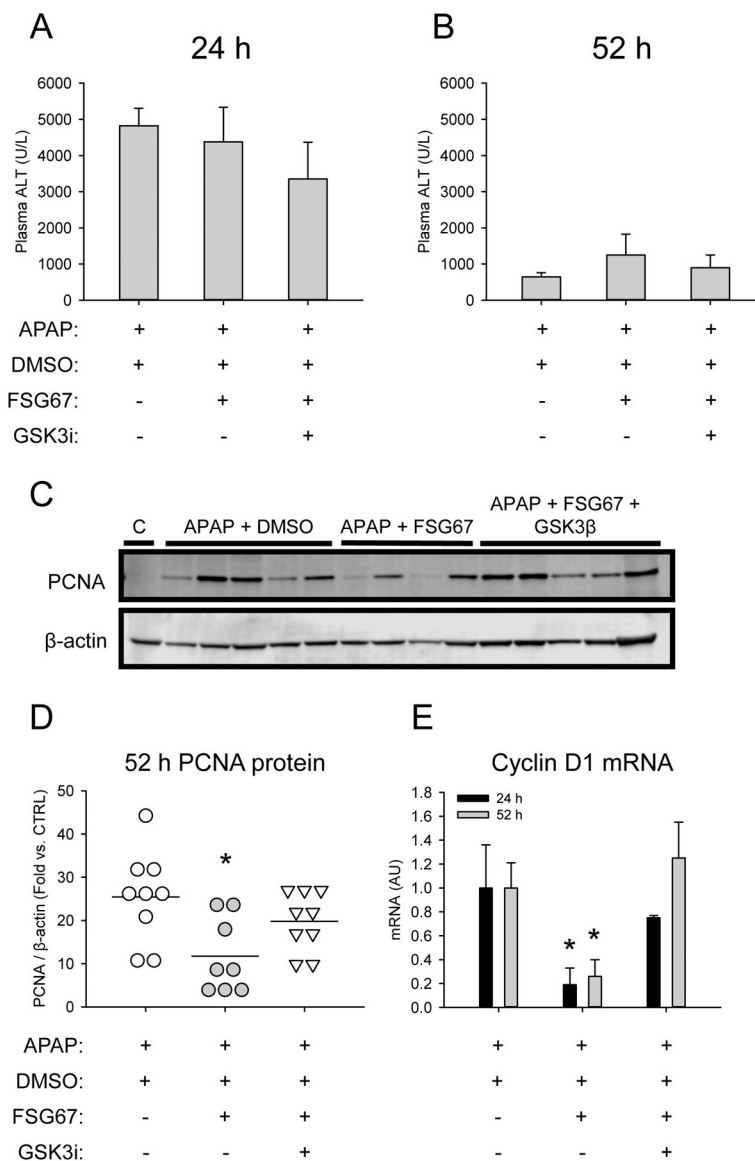 A
24 h
6000
5000
4000
3000
2000
1000
0
Plasma ALT (U/L)
B
52 h
6000
5000
4000
3000
2000
1000
0
Plasma ALT (U/L)
APAP: + + + + + +
DMSO: + + + + + +
FSG67: - + + - + +
GSK3i: - - + - - +
C
C APAP + DMSO APAP + FSG67 APAP + FSG67 +
GSK3β
PCNA
β-actin
D
52 h PCNA protein
50
40
30
20
10
0
PCNA / β-actin (Fold vs. CTRL)
*
E
Cyclin D1 mRNA
1.8
1.6
1.4
1.2
1.0
0.8
0.6
0.4
0.2
0.0
mRNA (AU)
24 h
52 h
* *
APAP: + + + + + +
DMSO: + + + + + +
FSG67: - + + - + +
GSK3i: - - + - - +